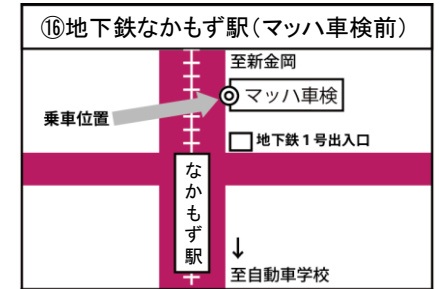 ⑯地下鉄なかもず駅(マッハ車検前)
至新金岡
マッハ車検
乗車位置
地下鉄1号出入口
なかもず駅
↓
至自動車学校